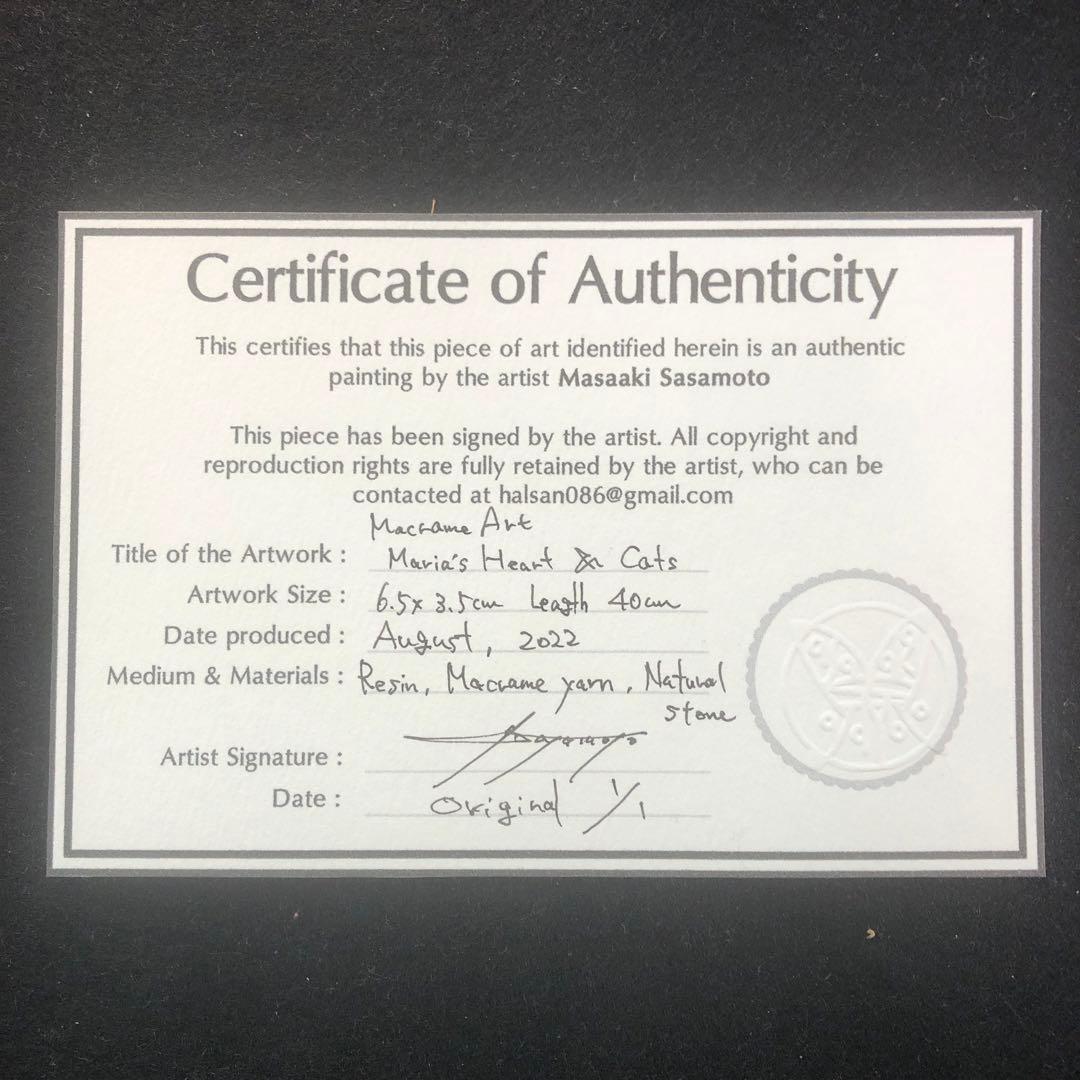 Certificate of Authenticity
This certifies that this piece of art identified herein is an authentic
painting by the artist Masaaki Sasamoto
This piece has been signed by the artist. All copyright and
reproduction rights are fully retained by the artist, who can be
contacted at halsan086@gmail.com
Macrame Art
Title of the Artwork : Maria's Heart & Cats
Artwork Size : 6.5x 3.5cm Length 40cm
Date produced : August, 2022
Medium & Materials : Resin, Macrame yarn, Natural
stone
Artist Signature : Sasamoto
Date : Original 1/1